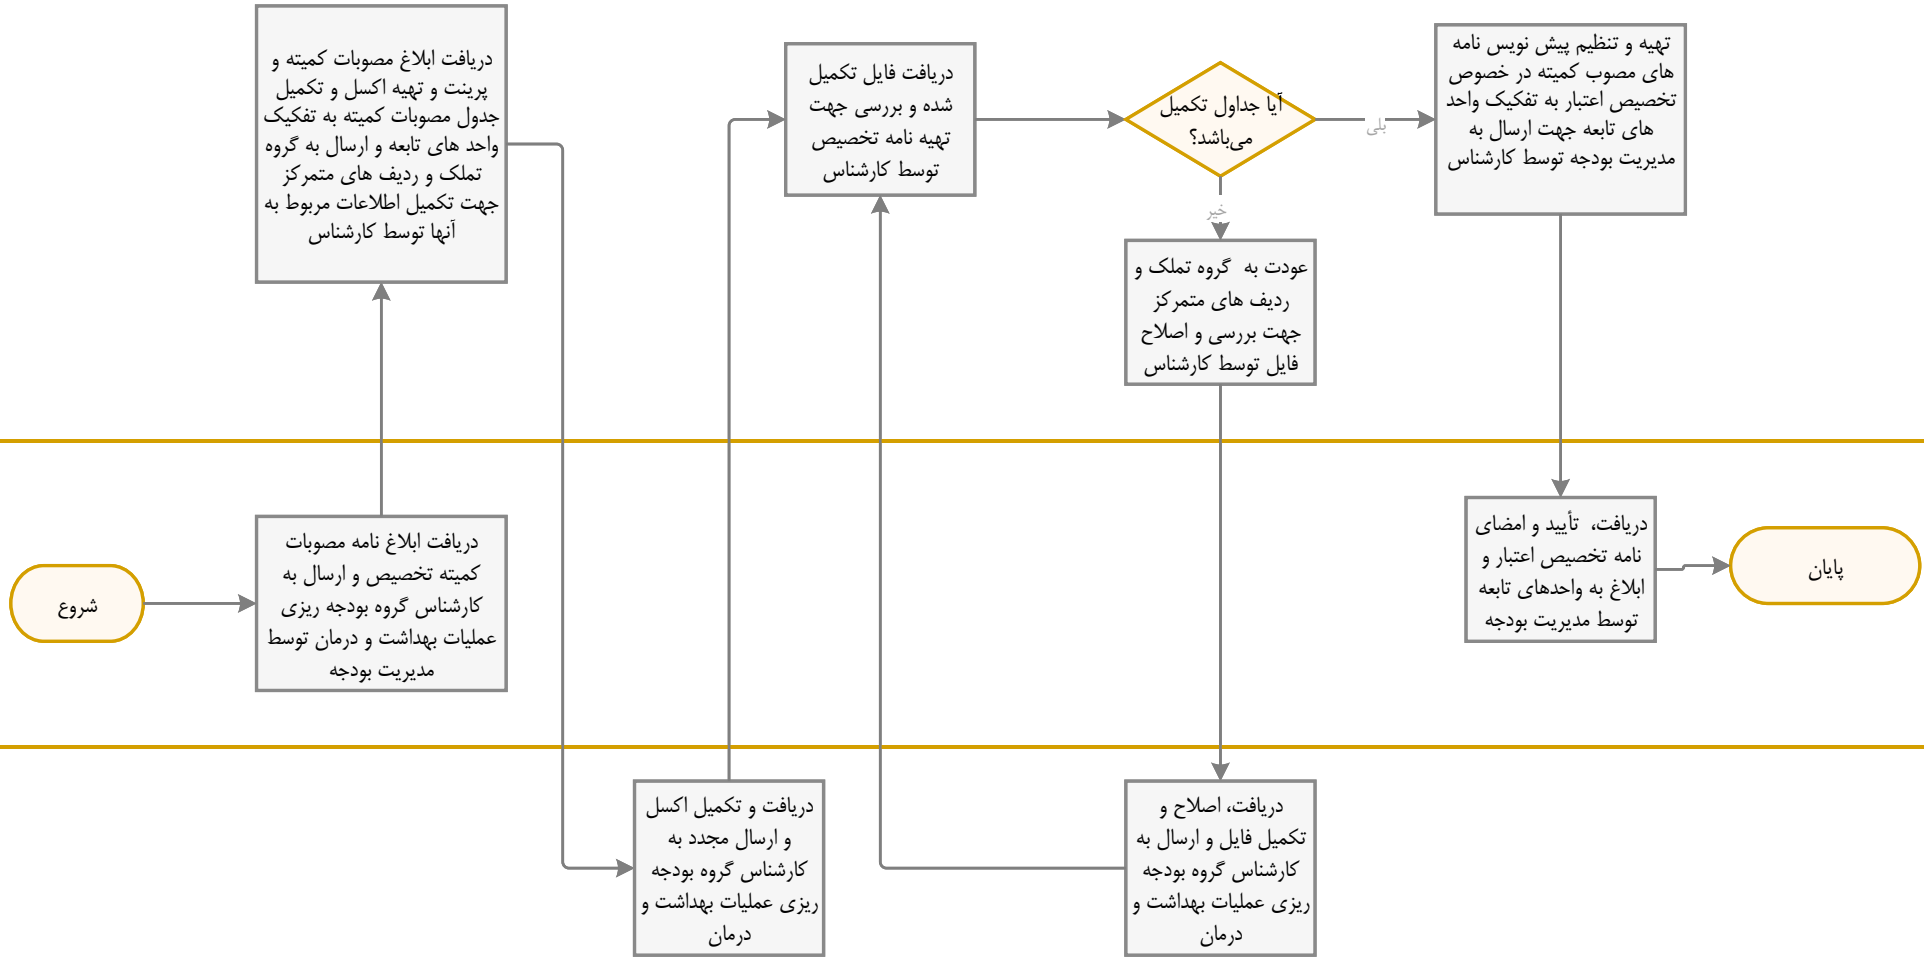 شروع
دریافت ابلاغ نامه مصوبات
کمیته تخصیص و ارسال به
کارشناس گروه بودجه ریزی
عملیات بهداشت و درمان توسط
مدیریت بودجه
دریافت ابلاغ مصوبات کمیته و
پرینت و تهیه اکسل و تکمیل
جدول مصوبات کمیته به تفکیک
واحد های تابعه و ارسال به گروه
تملک و ردیف های متمرکز
جهت تکمیل اطلاعات مربوط به
آنها توسط کارشناس
دریافت و تکمیل اکسل
و ارسال مجدد به
کارشناس گروه بودجه
ریزی عملیات بهداشت و
درمان
دریافت فایل تکمیل
شده و بررسی جهت
تهیه نامه تخصیص
توسط کارشناس
آیا جداول تکمیل
می‌باشد؟
خیر
عودت به گروه تملک و
ردیف های متمرکز
جهت بررسی و اصلاح
فایل توسط کارشناس
دریافت، اصلاح و
تکمیل فایل و ارسال به
کارشناس گروه بودجه
ریزی عملیات بهداشت و
درمان
بلی
تهیه و تنظیم پیش نویس نامه
های مصوب کمیته در خصوص
تخصیص اعتبار به تفکیک واحد
های تابعه جهت ارسال به
مدیریت بودجه توسط کارشناس
دریافت، تأیید و امضای
نامه تخصیص اعتبار و
ابلاغ به واحدهای تابعه
توسط مدیریت بودجه
پایان